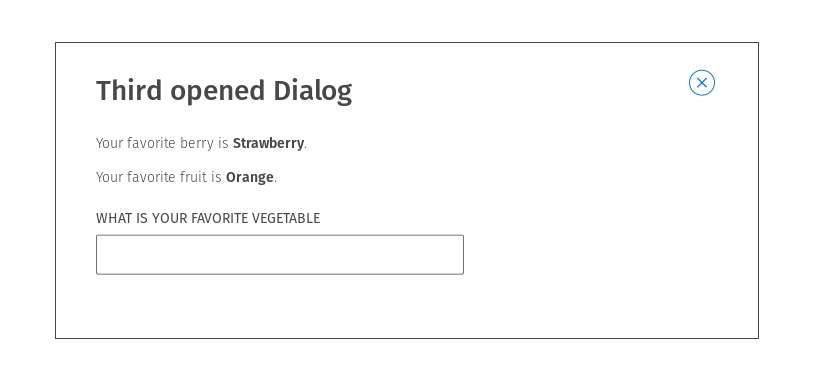 Third opened Dialog
Your favorite berry is Strawberry.
Your favorite fruit is Orange.
WHAT IS YOUR FAVORITE VEGETABLE